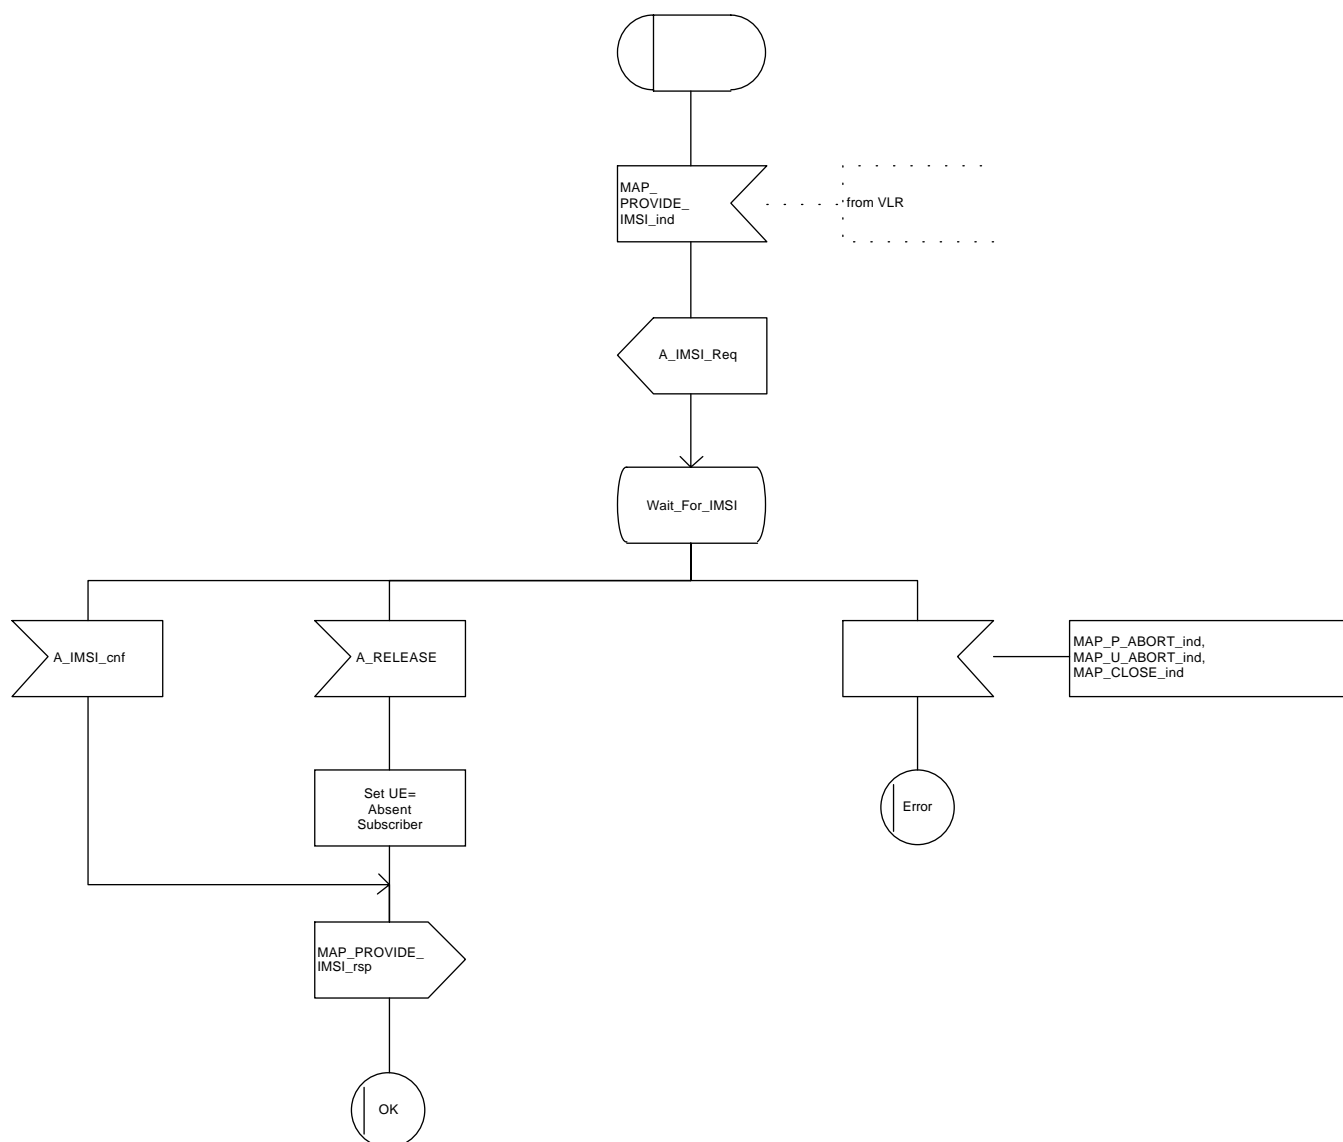 MAP_
PROVIDE_
IMSI_ind
from VLR
A_IMSI_Req
Wait_For_IMSI
A_IMSI_cnf
A_RELEASE
MAP_P_ABORT_ind,
MAP_U_ABORT_ind,
MAP_CLOSE_ind
Set UE=
Absent
Subscriber
Error
MAP_PROVIDE_
IMSI_rsp
OK